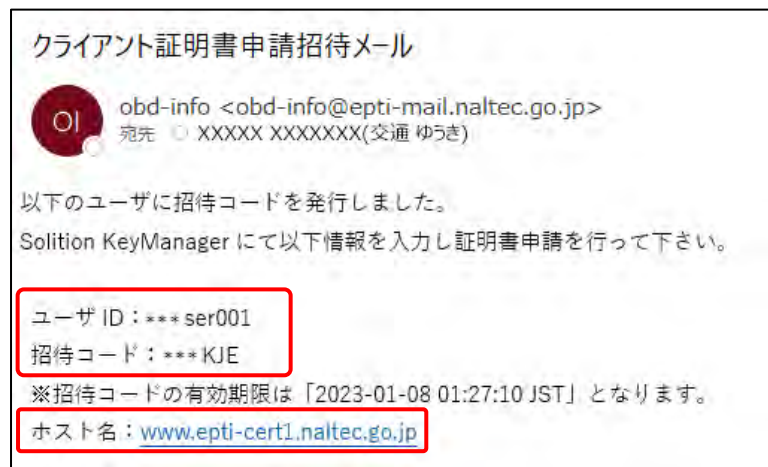 クライアント証明書申請招待メール
OI
obd-info <obd-info@epti-mail.naltec.go.jp>
宛先 ○ XXXXX XXXXXXX(交通 ゆうき)
以下のユーザに招待コードを発行しました。
Solition KeyManager にて以下情報を入力し証明書申請を行って下さい。
ユーザ ID：***ser001
招待コード：***KJE
※招待コードの有効期限は「2023-01-08 01:27:10 JST」となります。
ホスト名：www.epti-cert1.naltec.go.jp